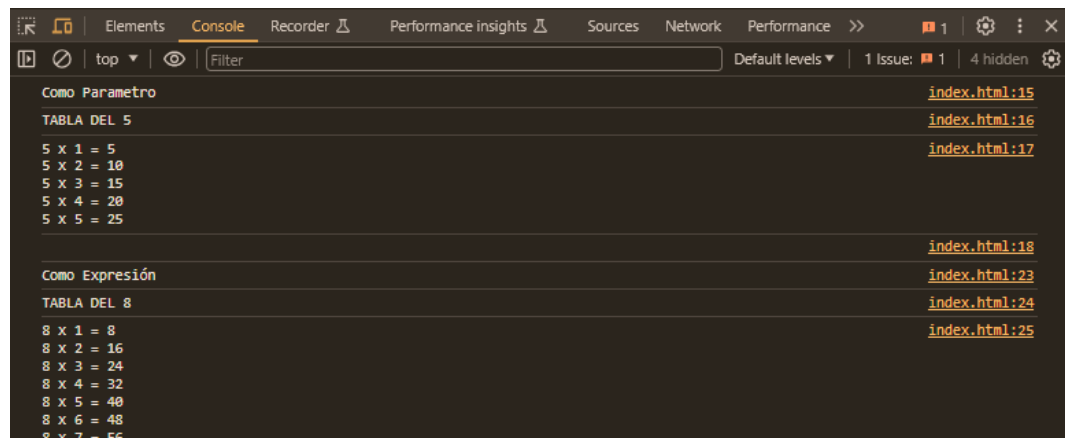 Elements Console Recorder Performance insights Sources Network Performance >> 1
top Filter Default levels 1 Issue: 1 4 hidden
Como Parametro index.html:15
TABLA DEL 5 index.html:16
5 x 1 = 5 index.html:17
5 x 2 = 10
5 x 3 = 15
5 x 4 = 20
5 x 5 = 25
index.html:18
Como Expresión index.html:23
TABLA DEL 8 index.html:24
8 x 1 = 8 index.html:25
8 x 2 = 16
8 x 3 = 24
8 x 4 = 32
8 x 5 = 40
8 x 6 = 48
8 x 7 = 56